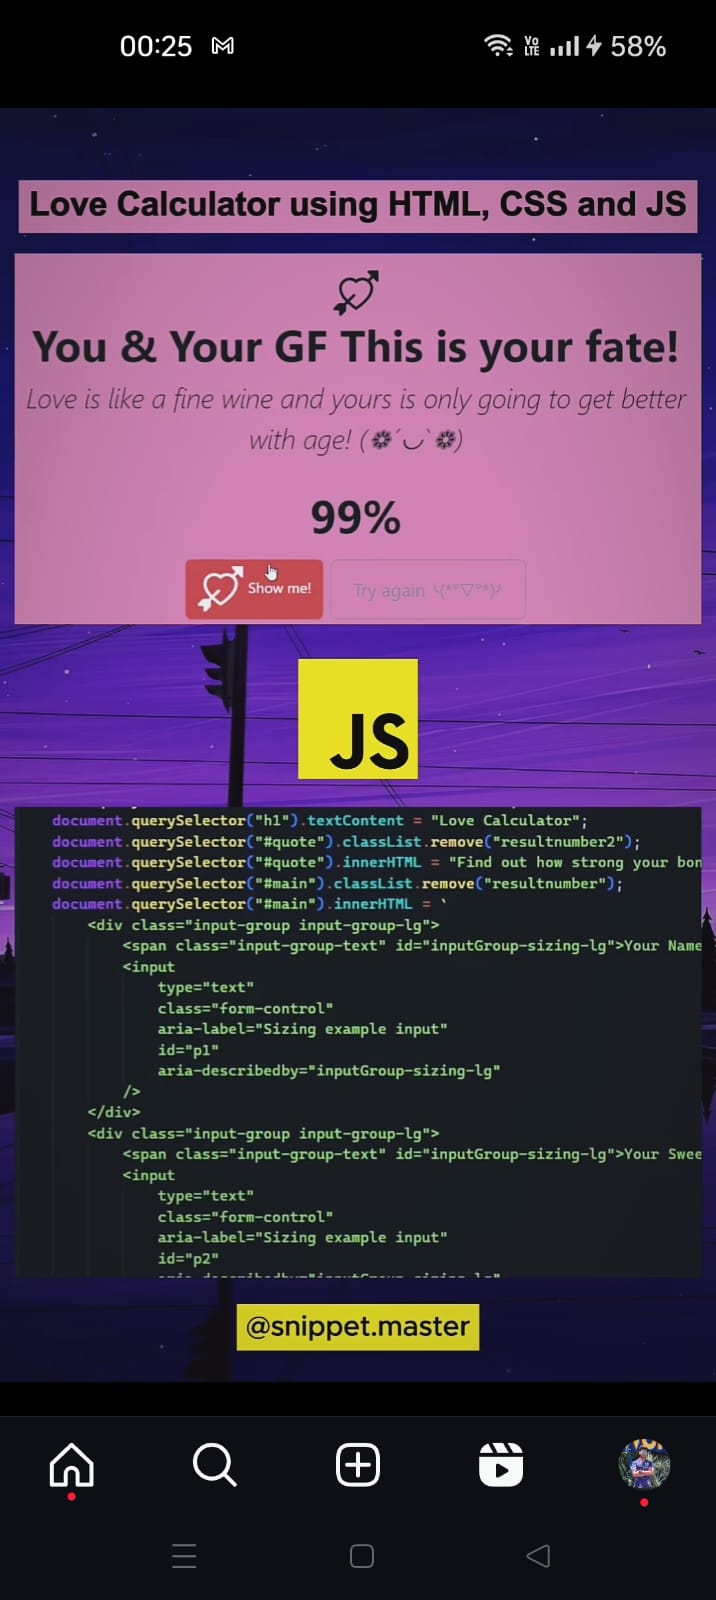 00:25
Vo
LTE
58%
Love Calculator using HTML, CSS and JS
You & Your GF This is your fate!
Love is like a fine wine and yours is only going to get better
with age! (❁´◡`❁)
99%
Show me!
Try again ╰(*°▽°*)╯
JS
document.querySelector("h1").textContent = "Love Calculator";
document.querySelector("#quote").classList.remove("resultnumber2");
document.querySelector("#quote").innerHTML = "Find out how strong your bon
document.querySelector("#main").classList.remove("resultnumber");
document.querySelector("#main").innerHTML = `
<div class="input-group input-group-lg">
<span class="input-group-text" id="inputGroup-sizing-lg">Your Name
<input
type="text"
class="form-control"
aria-label="Sizing example input"
id="p1"
aria-describedby="inputGroup-sizing-lg"
/>
</div>
<div class="input-group input-group-lg">
<span class="input-group-text" id="inputGroup-sizing-lg">Your Swee
<input
type="text"
class="form-control"
aria-label="Sizing example input"
id="p2"
@snippet.master